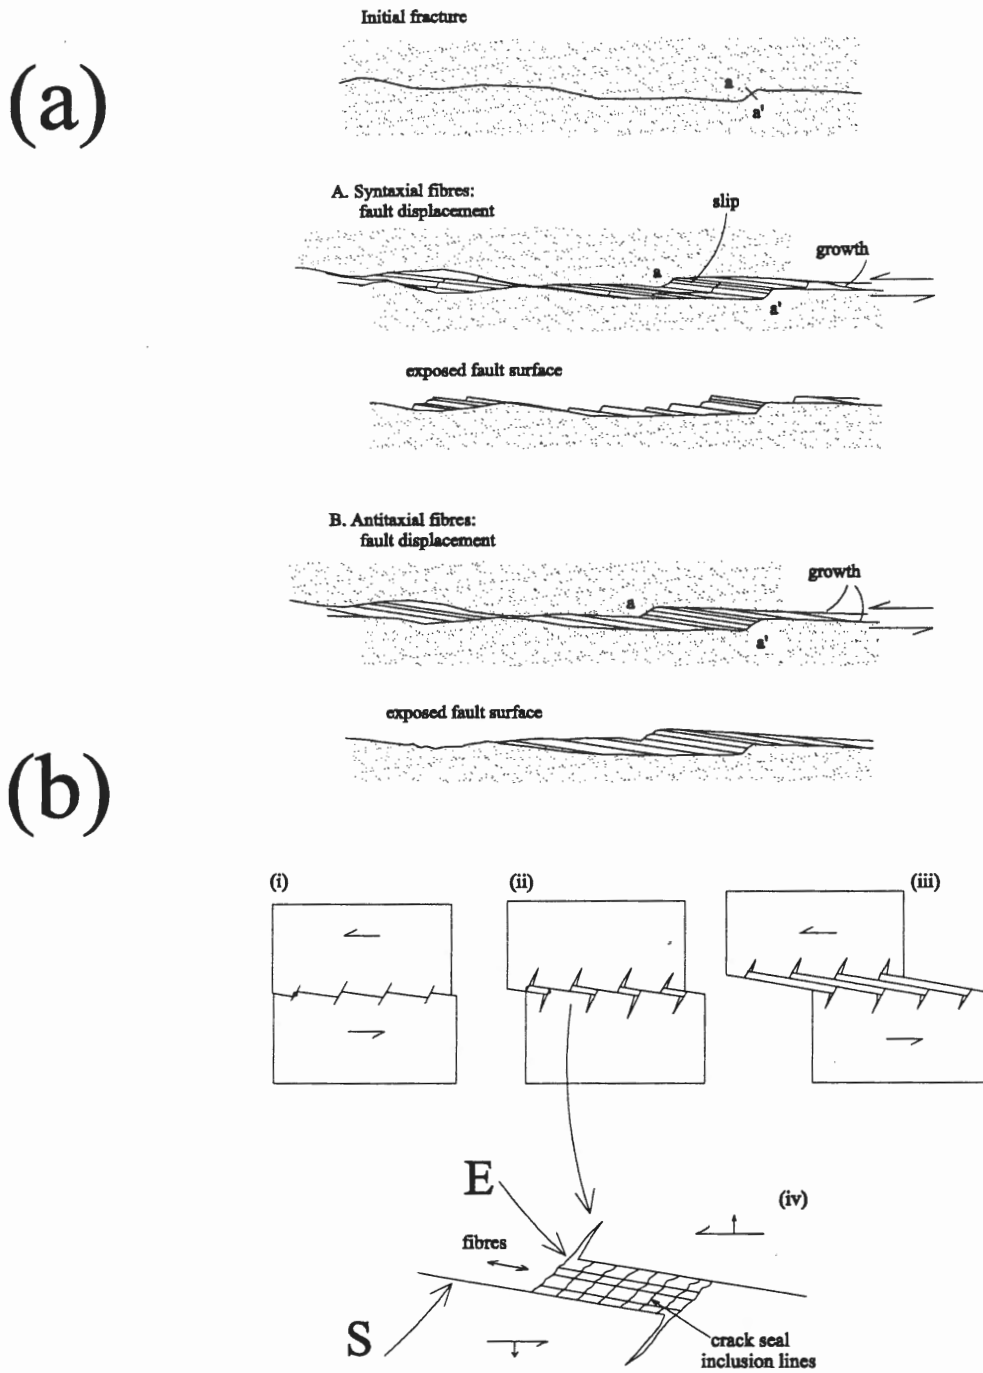 Initial fracture
(a)
a
a'
A. Syntaxial fibres:
fault displacement
slip
growth
a
a'
exposed fault surface
B. Antitaxial fibres:
fault displacement
growth
a
a'
exposed fault surface
(b)
(i)
(ii)
(iii)
E
(iv)
fibres
S
crack seal
inclusion lines